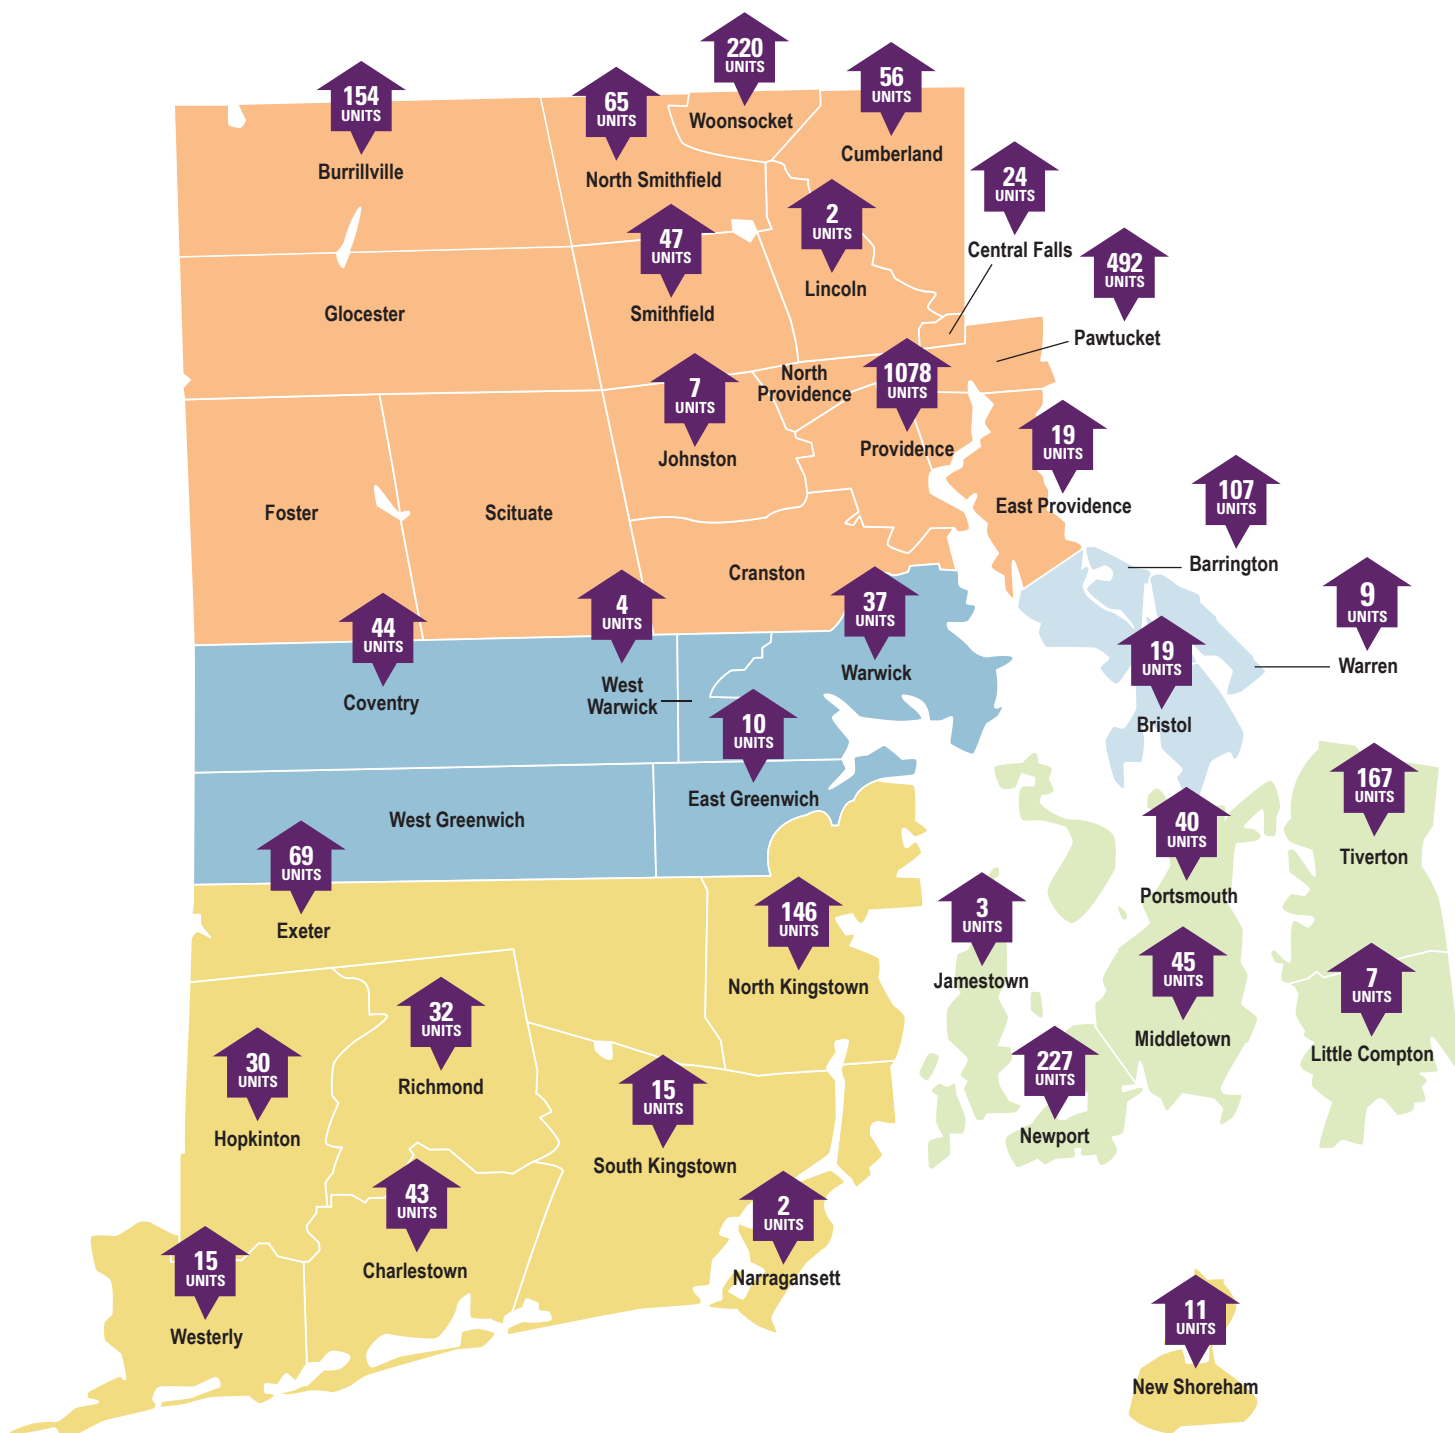 220
UNITS
Woonsocket
56
UNITS
Cumberland
154
UNITS
Burrillville
65
UNITS
North Smithfield
24
UNITS
Central Falls
2
UNITS
Lincoln
47
UNITS
Smithfield
492
UNITS
Pawtucket
Glocester
North
Providence
1078
UNITS
Providence
7
UNITS
Johnston
19
UNITS
East Providence
107
UNITS
Barrington
Foster
Scituate
Cranston
37
UNITS
Warwick
9
UNITS
Warren
44
UNITS
Coventry
4
UNITS
West
Warwick
19
UNITS
Bristol
10
UNITS
East Greenwich
West Greenwich
167
UNITS
Tiverton
40
UNITS
Portsmouth
69
UNITS
Exeter
146
UNITS
North Kingstown
3
UNITS
Jamestown
45
UNITS
Middletown
7
UNITS
Little Compton
32
UNITS
Richmond
30
UNITS
Hopkinton
227
UNITS
Newport
15
UNITS
South Kingstown
43
UNITS
Charlestown
2
UNITS
Narragansett
15
UNITS
Westerly
11
UNITS
New Shoreham